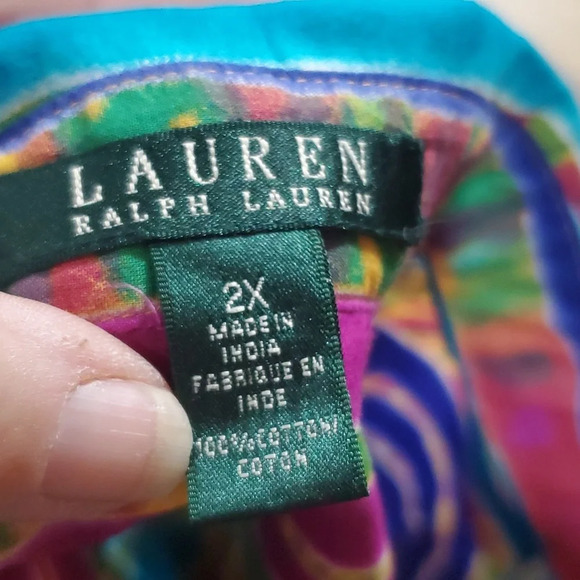 LAUREN
RALPH LAUREN
2X
MADE IN
INDIA
FABRIQUE EN
INDE
100% COTTON/
COTON